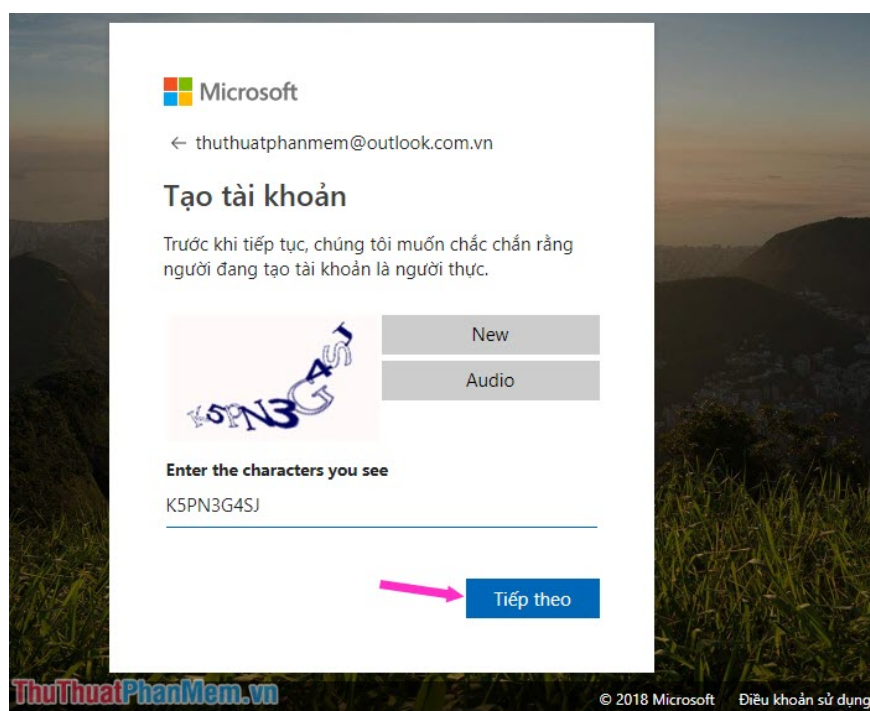 Microsoft
← thuthuatphanmem@outlook.com.vn
Tạo tài khoản
Trước khi tiếp tục, chúng tôi muốn chắc chắn rằng
người đang tạo tài khoản là người thực.
New
Audio
K5PN3G4SJ
Enter the characters you see
K5PN3G4SJ
Tiếp theo
ThuThuatPhanMem.vn
© 2018 Microsoft Điều khoản sử dụng